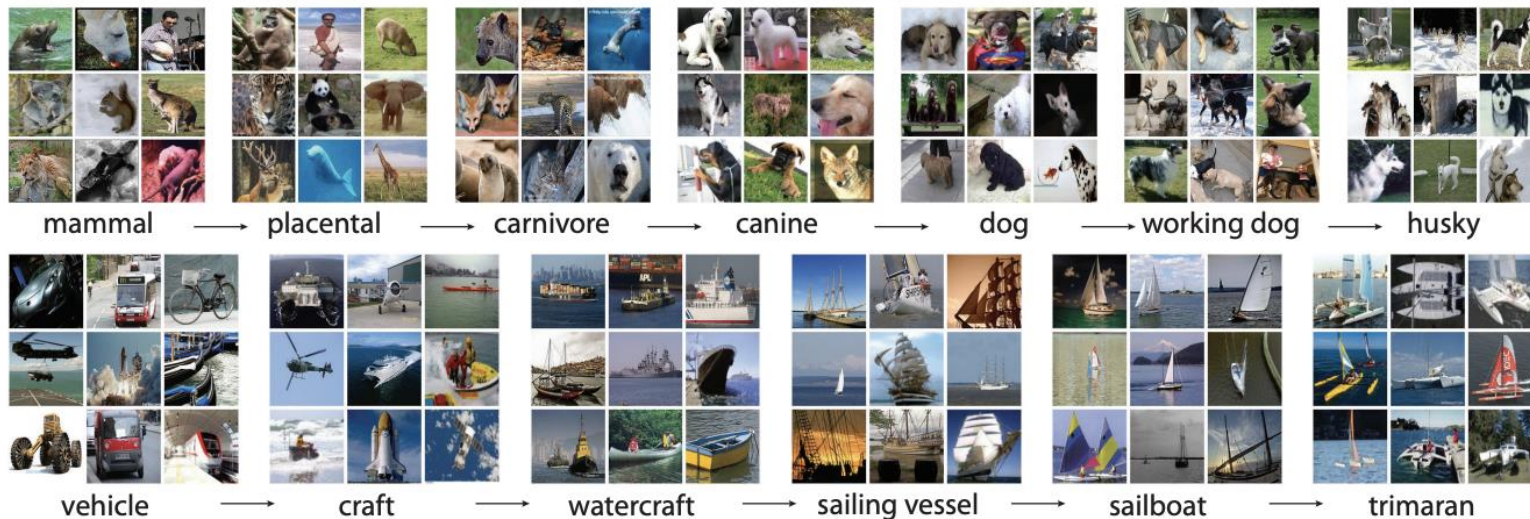 mammal → placental → carnivore → canine → dog → working dog → husky
vehicle → craft → watercraft → sailing vessel → sailboat → trimaran